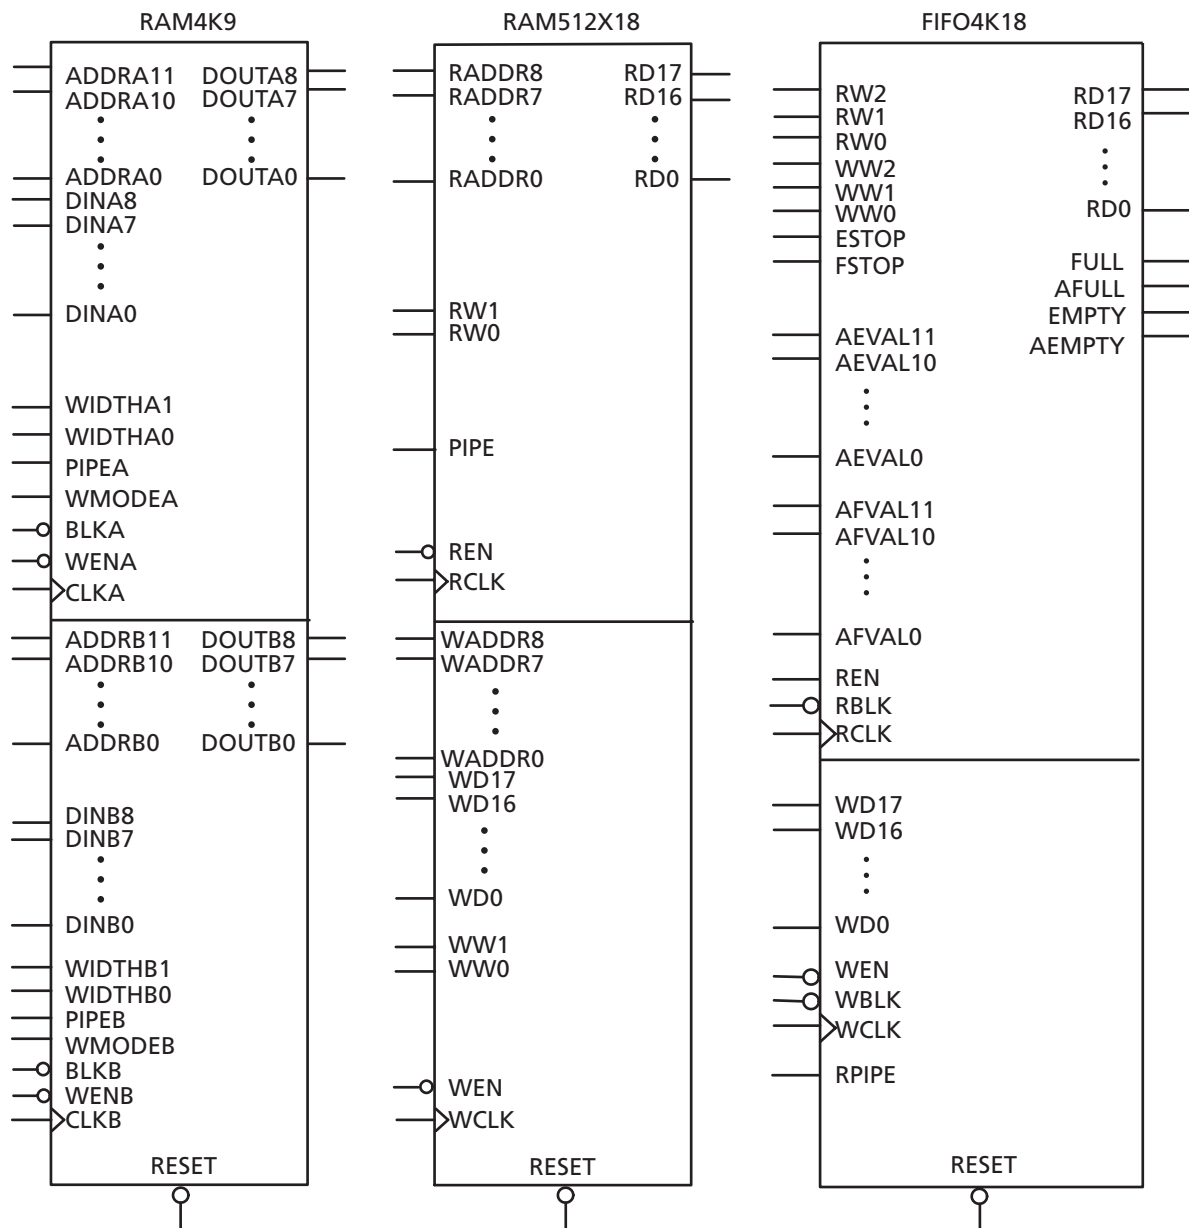 RAM4K9
ADDRA11 DOUTA8
ADDRA10 DOUTA7
ADDRA0 DOUTA0
DINA8
DINA7
DINA0
WIDTHA1
WIDTHA0
PIPEA
WMODEA
BLKA
WENA
CLKA
ADDRB11 DOUTB8
ADDRB10 DOUTB7
ADDRB0 DOUTB0
DINB8
DINB7
DINB0
WIDTHB1
WIDTHB0
PIPEB
WMODEB
BLKB
WENB
CLKB
RESET
RAM512X18
RADDR8 RD17
RADDR7 RD16
RADDR0 RD0
RW1
RW0
PIPE
REN
RCLK
WADDR8
WADDR7
WADDR0
WD17
WD16
WD0
WW1
WW0
WEN
WCLK
RESET
FIFO4K18
RW2 RD17
RW1 RD16
RW0
WW2
WW1
WW0 RD0
ESTOP
FSTOP FULL
AFULL
EMPTY
AEVAL11 AEMPTY
AEVAL10
AEVAL0
AFVAL11
AFVAL10
AFVAL0
REN
RBLK
RCLK
WD17
WD16
WD0
WEN
WBLK
WCLK
RPIPE
RESET